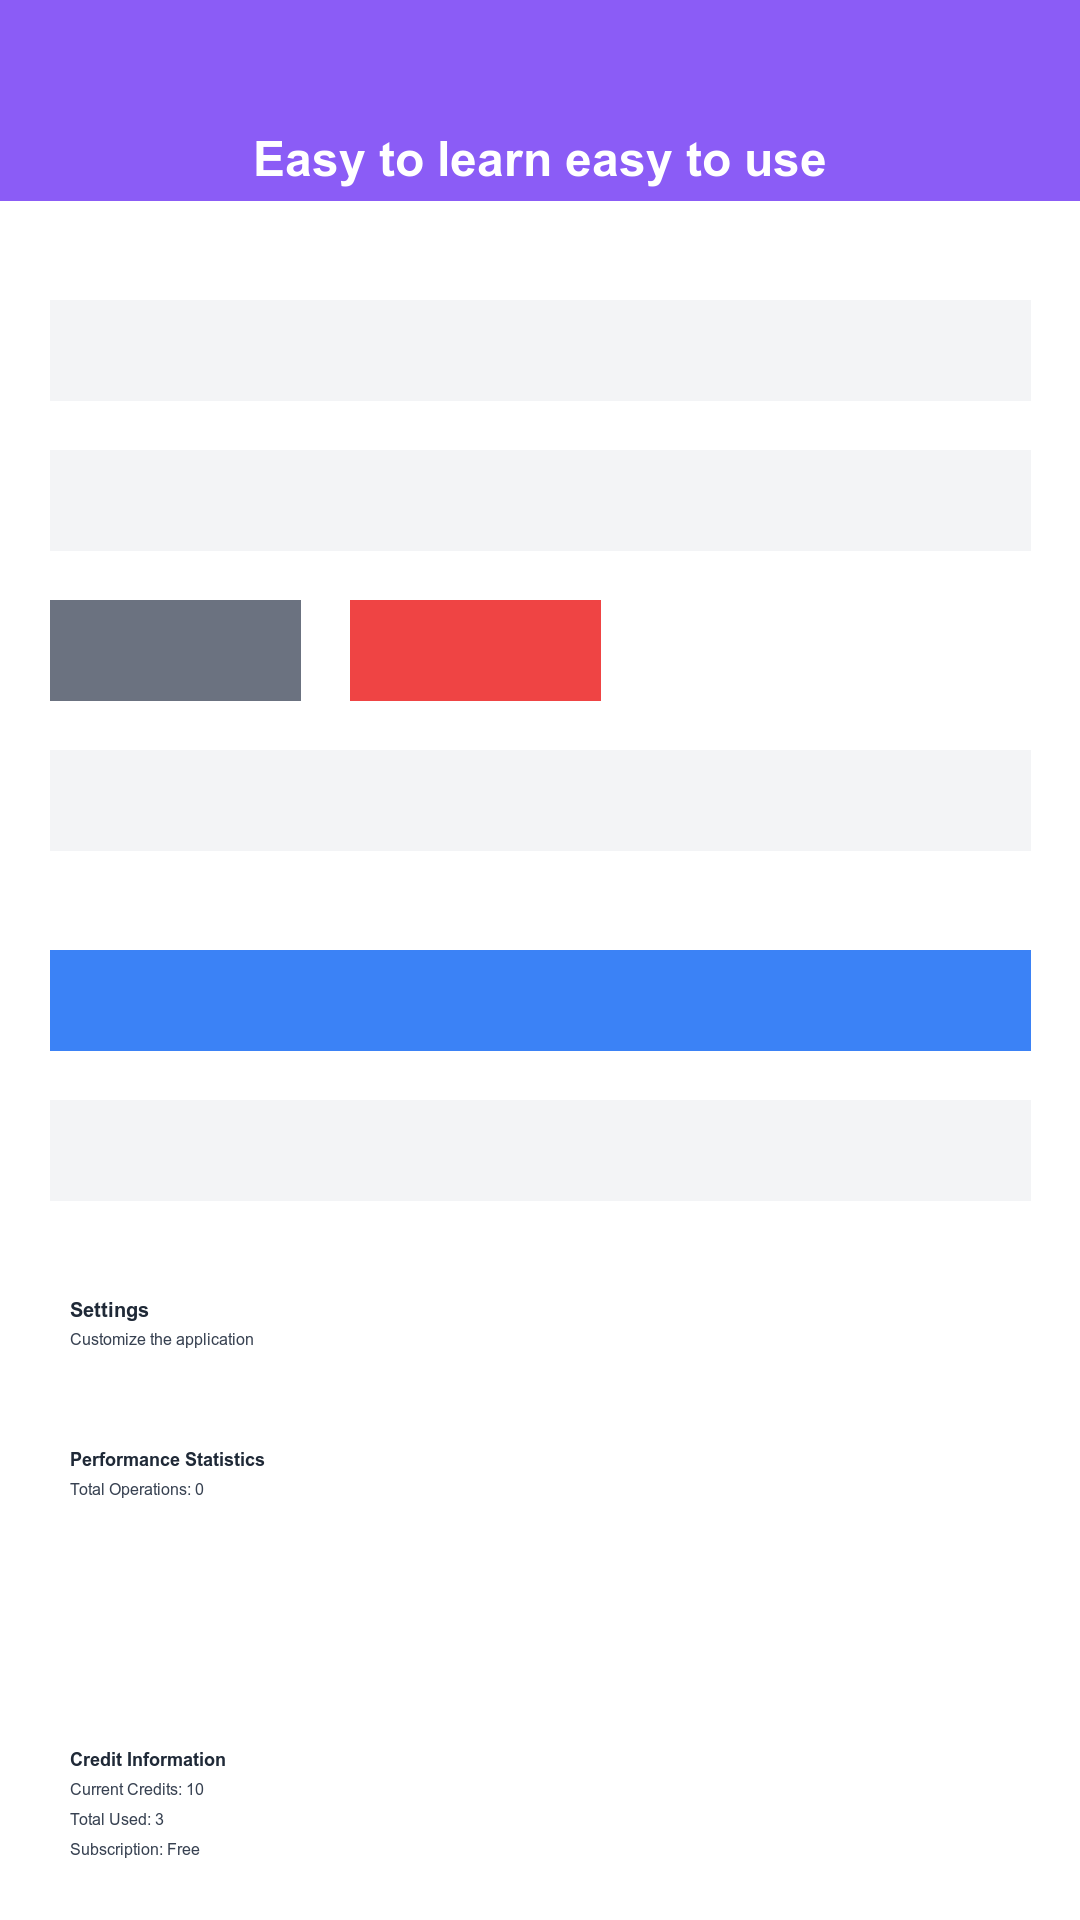 Easy to learn easy to use
Settings
Customize the application
Performance Statistics
Total Operations: 0
Credit Information
Current Credits: 10
Total Used: 3
Subscription: Free